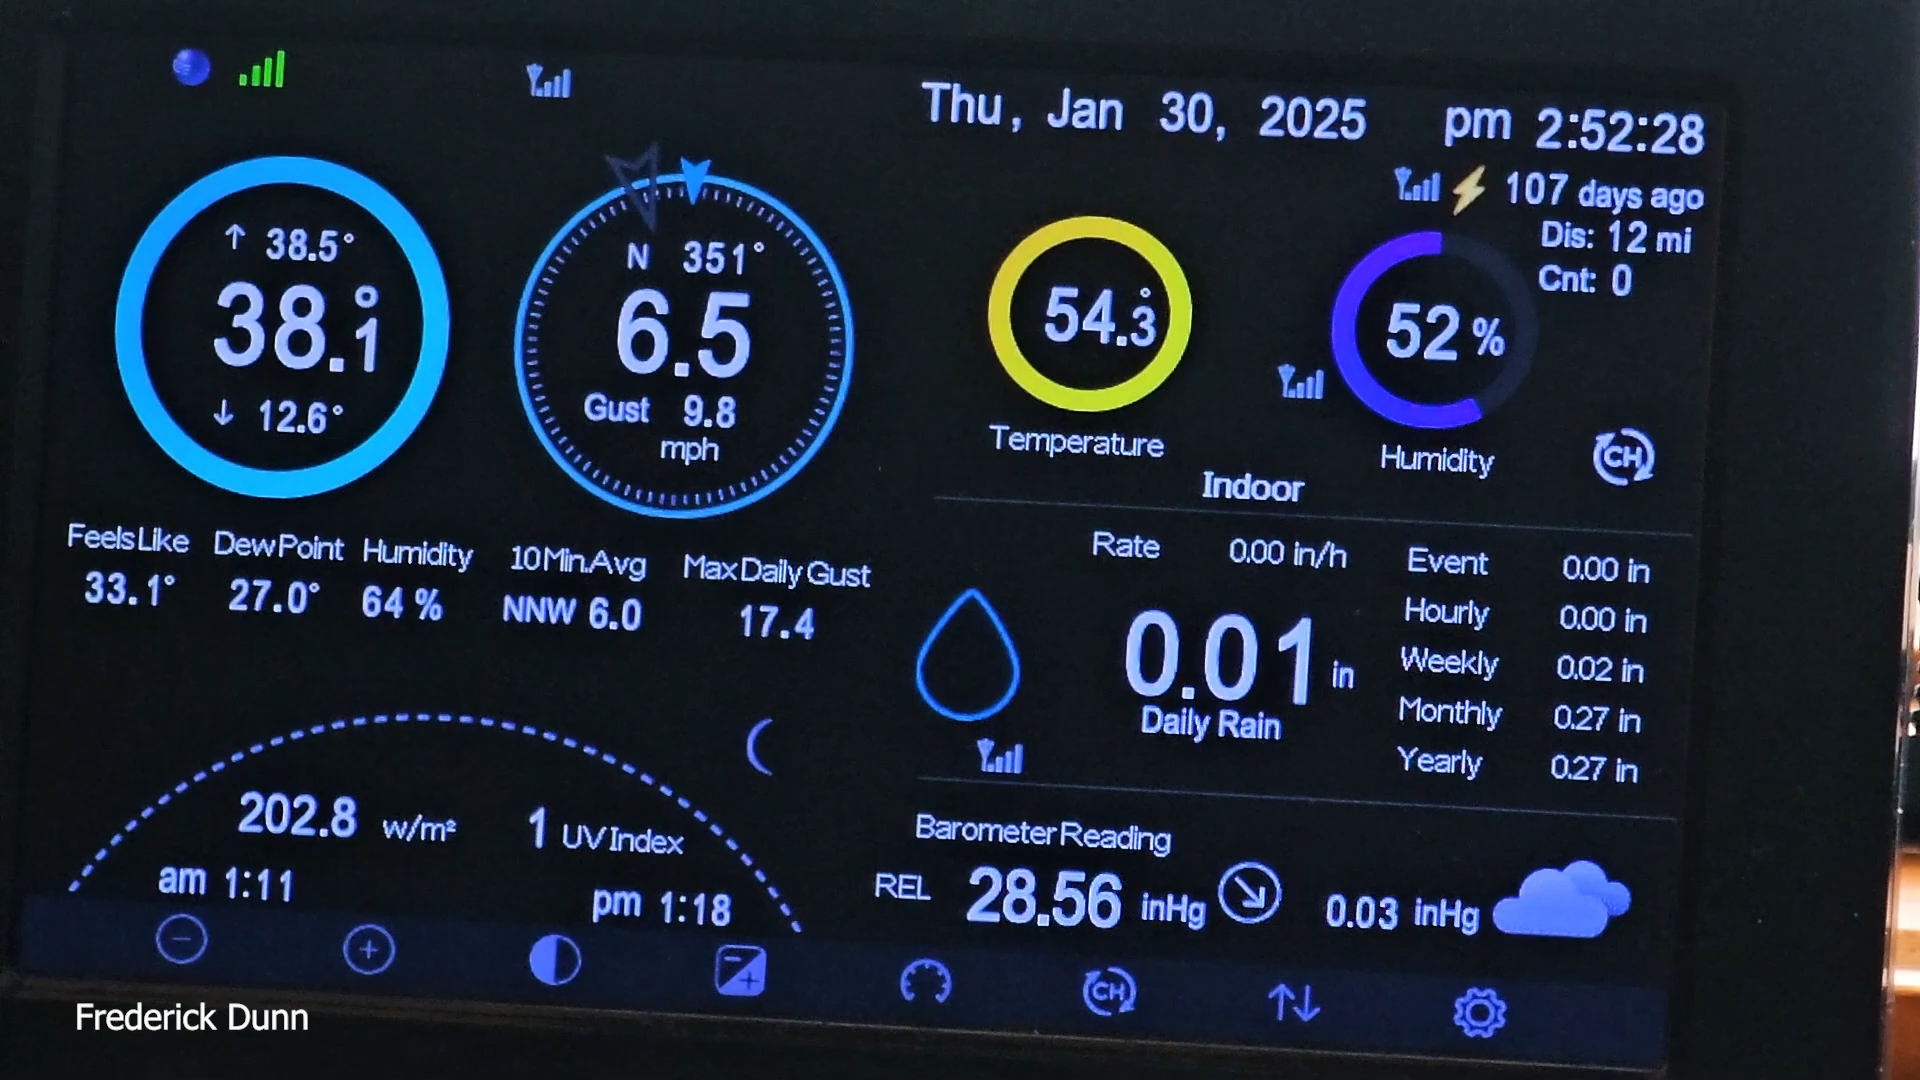 Thu, Jan 30, 2025 pm 2:52:28
107 days ago
Dis: 12 mi
Cnt: 0
↑ 38.5°
38.1°
↓ 12.6°
Feels Like Dew Point Humidity
33.1° 27.0° 64 %
N 351°
6.5
Gust 9.8
mph
10 Min.Avg Max Daily Gust
NNW 6.0 17.4
54.3°
Temperature
52 %
Humidity
CH
Indoor
Rate 0.00 in/h
0.01 in
Daily Rain
Event 0.00 in
Hourly 0.00 in
Weekly 0.02 in
Monthly 0.27 in
Yearly 0.27 in
202.8 w/m² 1 UV Index
am 1:11 pm 1:18
Barometer Reading
REL 28.56 inHg 0.03 inHg
CH
Frederick Dunn